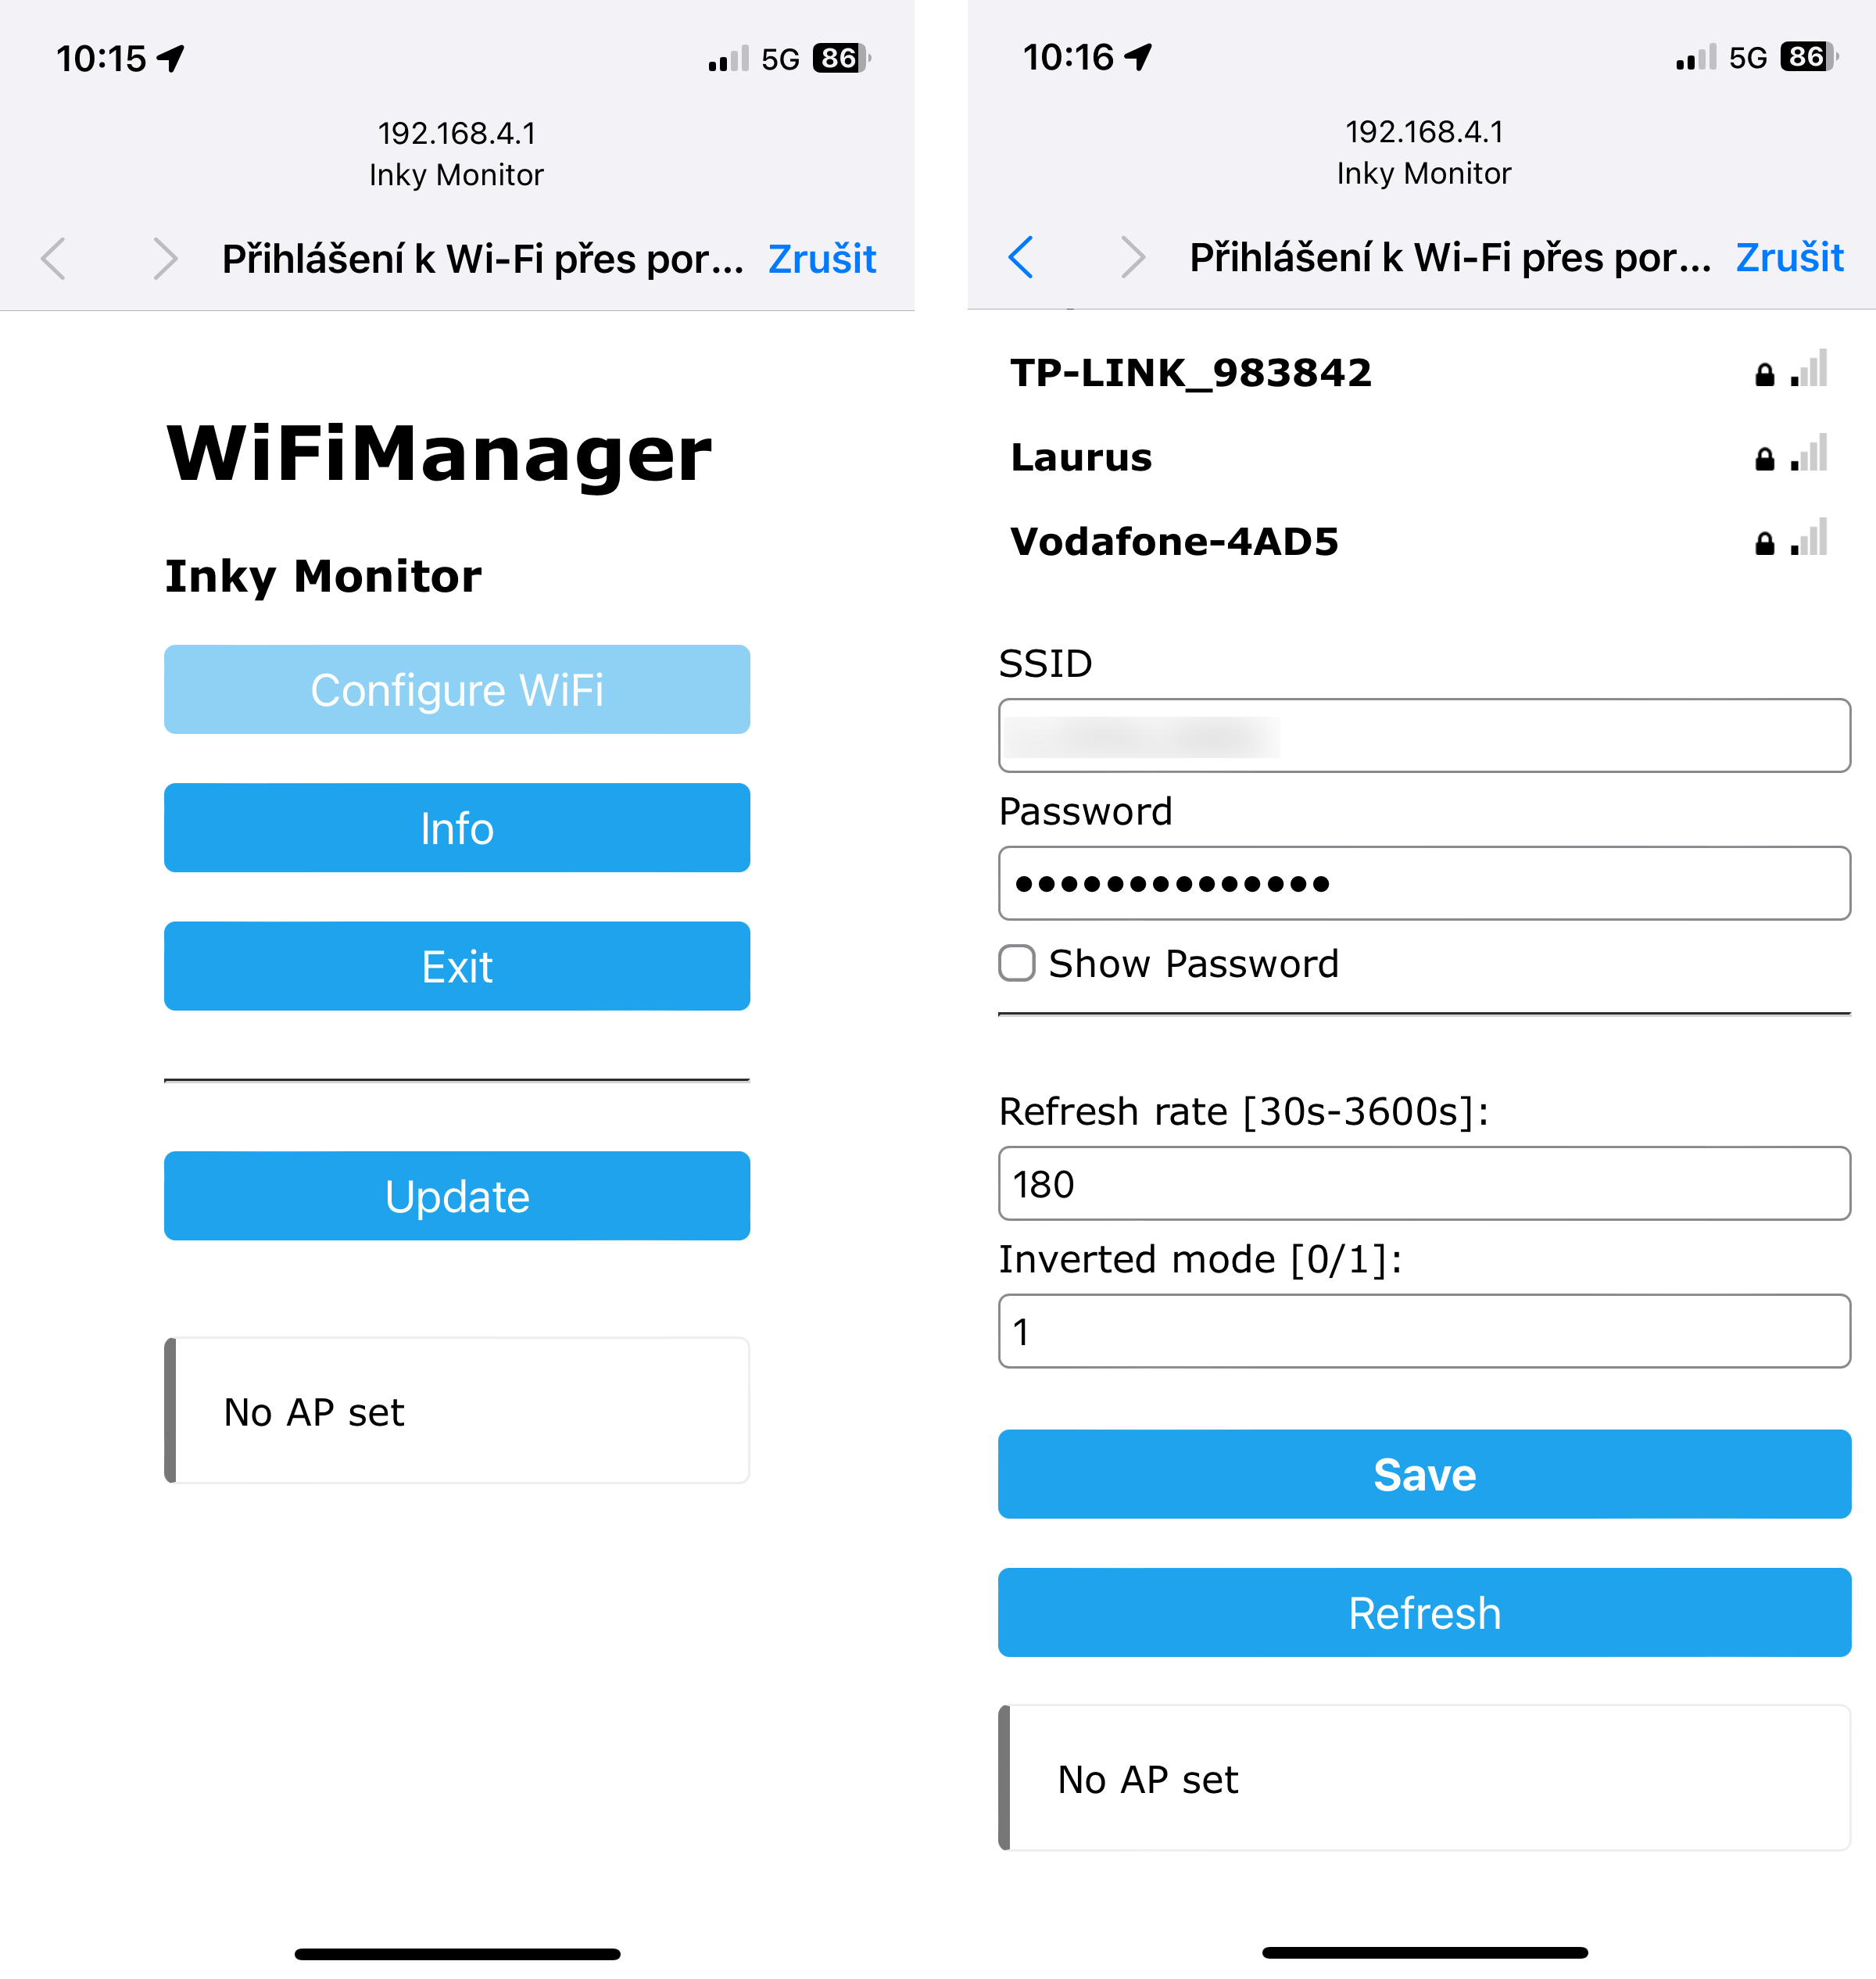 10:15
5G 86
192.168.4.1
Inky Monitor
Přihlášení k Wi-Fi přes por... Zrušit
WiFiManager
Inky Monitor
Configure WiFi
Info
Exit
Update
No AP set
10:16
5G 86
192.168.4.1
Inky Monitor
Přihlášení k Wi-Fi přes por... Zrušit
TP-LINK_983842
Laurus
Vodafone-4AD5
SSID
Password
●●●●●●●●●●●●●●
Show Password
Refresh rate [30s-3600s]:
180
Inverted mode [0/1]:
1
Save
Refresh
No AP set